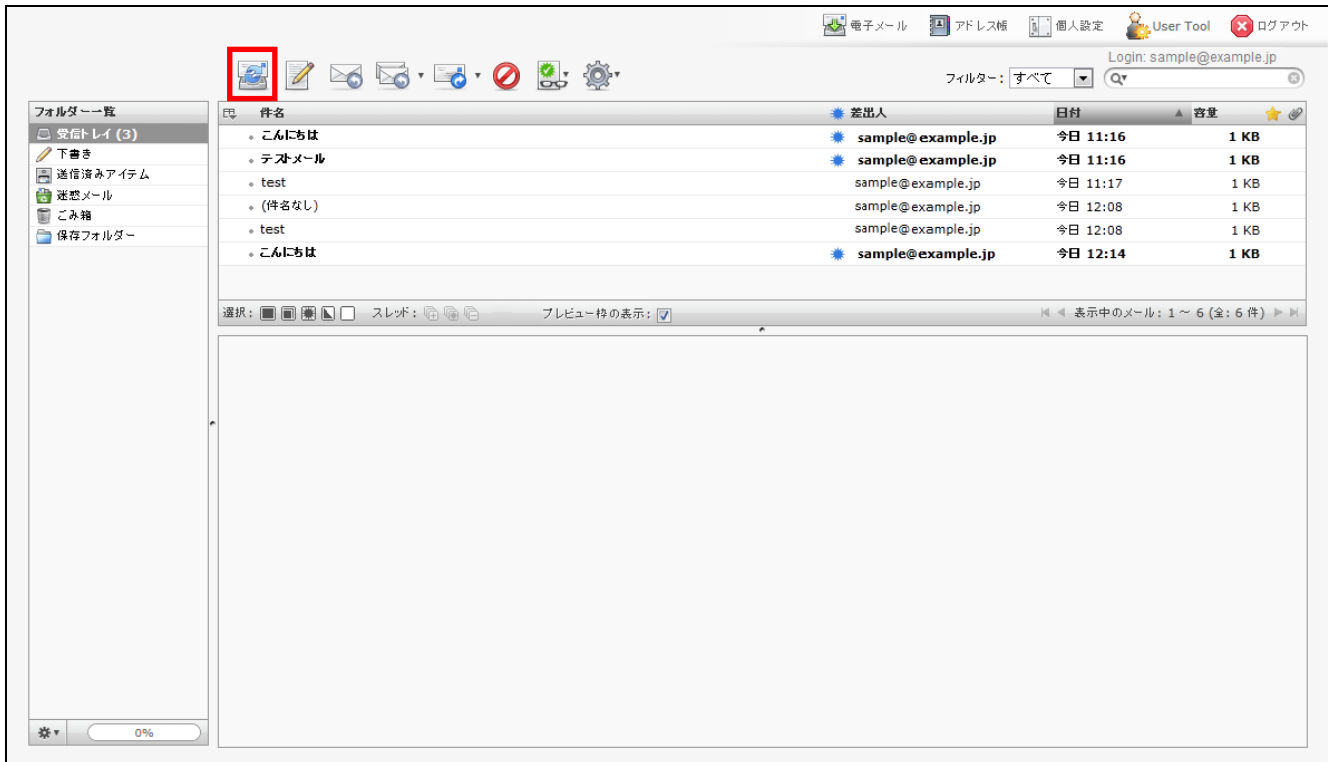 電子メール アドレス帳 個人設定 User Tool ログアウト
Login: sample@example.jp
フィルター: すべて
フォルダー一覧
受信トレイ (3)
下書き
送信済みアイテム
迷惑メール
ごみ箱
保存フォルダー
件名 差出人 日付 容量
こんにちは sample@example.jp 今日 11:16 1 KB
テストメール sample@example.jp 今日 11:16 1 KB
test sample@example.jp 今日 11:17 1 KB
(件名なし) sample@example.jp 今日 12:08 1 KB
test sample@example.jp 今日 12:08 1 KB
こんにちは sample@example.jp 今日 12:14 1 KB
選択: スレッド: プレビュー枠の表示: 表示中のメール: 1 ～ 6 (全: 6 件)
0%